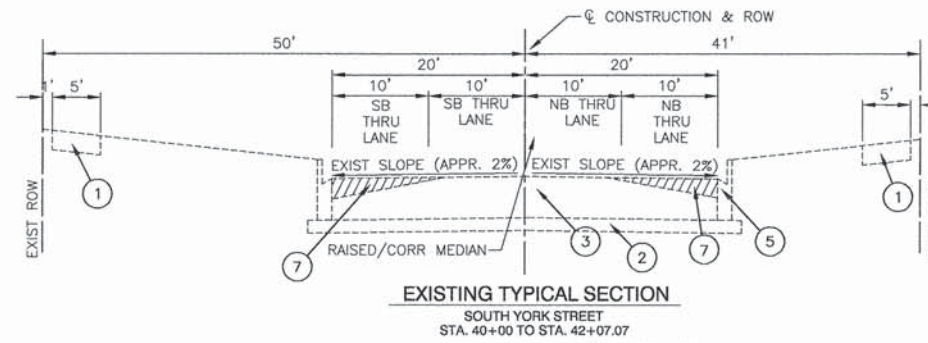 ℄ CONSTRUCTION & ROW
50'
41'
20'
20'
1'
5'
10'
10'
10'
10'
5'
SB
THRU
LANE
SB THRU
LANE
NB THRU
LANE
NB
THRU
LANE
EXIST SLOPE (APPR. 2%)
EXIST SLOPE (APPR. 2%)
1
1
EXIST ROW
7
RAISED/CORR MEDIAN
3
2
7
5
EXISTING TYPICAL SECTION
SOUTH YORK STREET
STA. 40+00 TO STA. 42+07.07